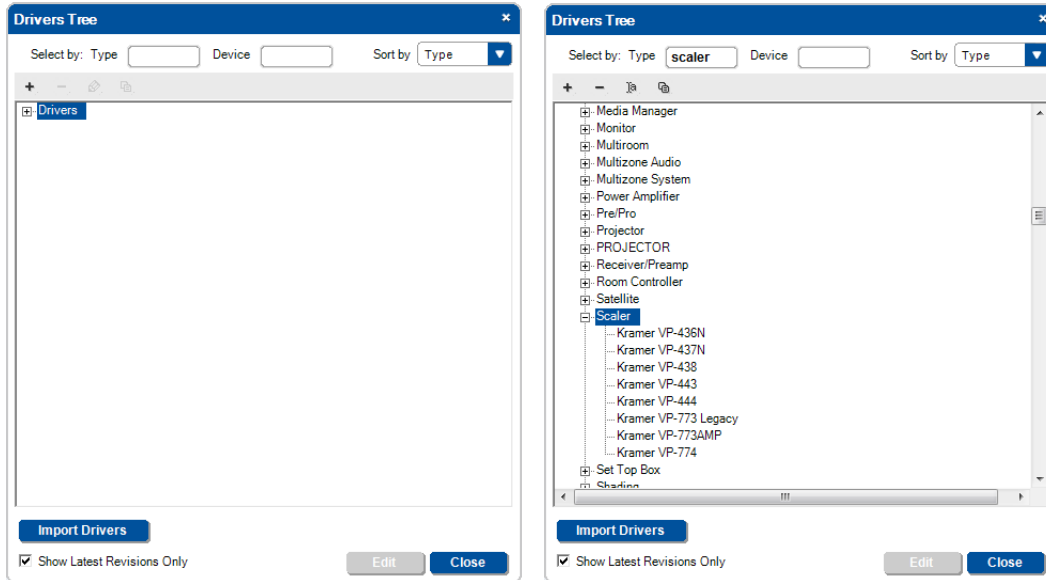 Drivers Tree
Select by: Type Device Sort by Type
Drivers
Import Drivers
Show Latest Revisions Only Edit Close
Drivers Tree
Select by: Type scaler Device Sort by Type
Media Manager
Monitor
Multiroom
Multizone Audio
Multizone System
Power Amplifier
Pre/Pro
Projector
PROJECTOR
Receiver/Preamp
Room Controller
Satellite
Scaler
Kramer VP-436N
Kramer VP-437N
Kramer VP-438
Kramer VP-443
Kramer VP-444
Kramer VP-773 Legacy
Kramer VP-773AMP
Kramer VP-774
Set Top Box
Shading
Import Drivers
Show Latest Revisions Only Edit Close